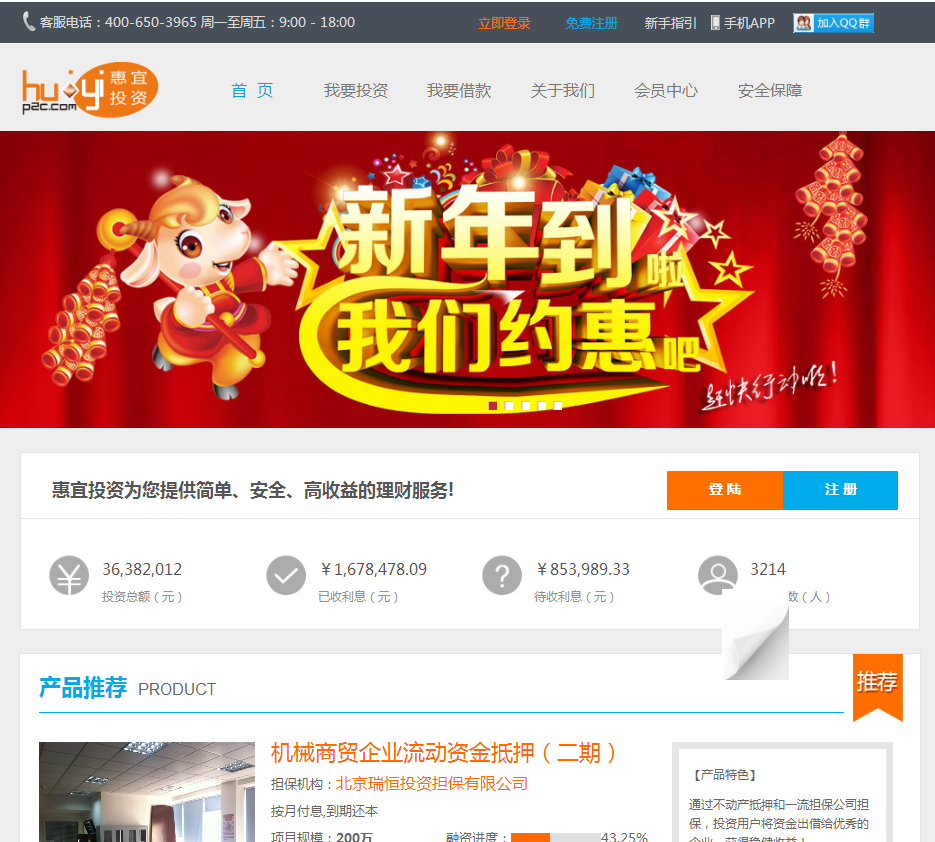 客服电话：400-650-3965 周一至周五：9:00 - 18:00 立即登录 免费注册 新手指引 手机APP 加入QQ群
huiyi 惠宜投资
p2c.com
首 页 我要投资 我要借款 关于我们 会员中心 安全保障
新年到啦
我们约惠吧
赶快行动啦！
惠宜投资为您提供简单、安全、高收益的理财服务! 登 陆 注 册
36,382,012 ￥1,678,478.09 ￥853,989.33 3214
投资总额（元） 已收利息（元） 待收利息（元） 数（人）
产品推荐 PRODUCT 推荐
机械商贸企业流动资金抵押（二期）
担保机构：北京瑞恒投资担保有限公司
按月付息,到期还本
项目规模：200万 融资进度：43.25%
【产品特色】
通过不动产抵押和一流担保公司担
保，投资用户将资金出借给优秀的
企业，获得稳健收益！